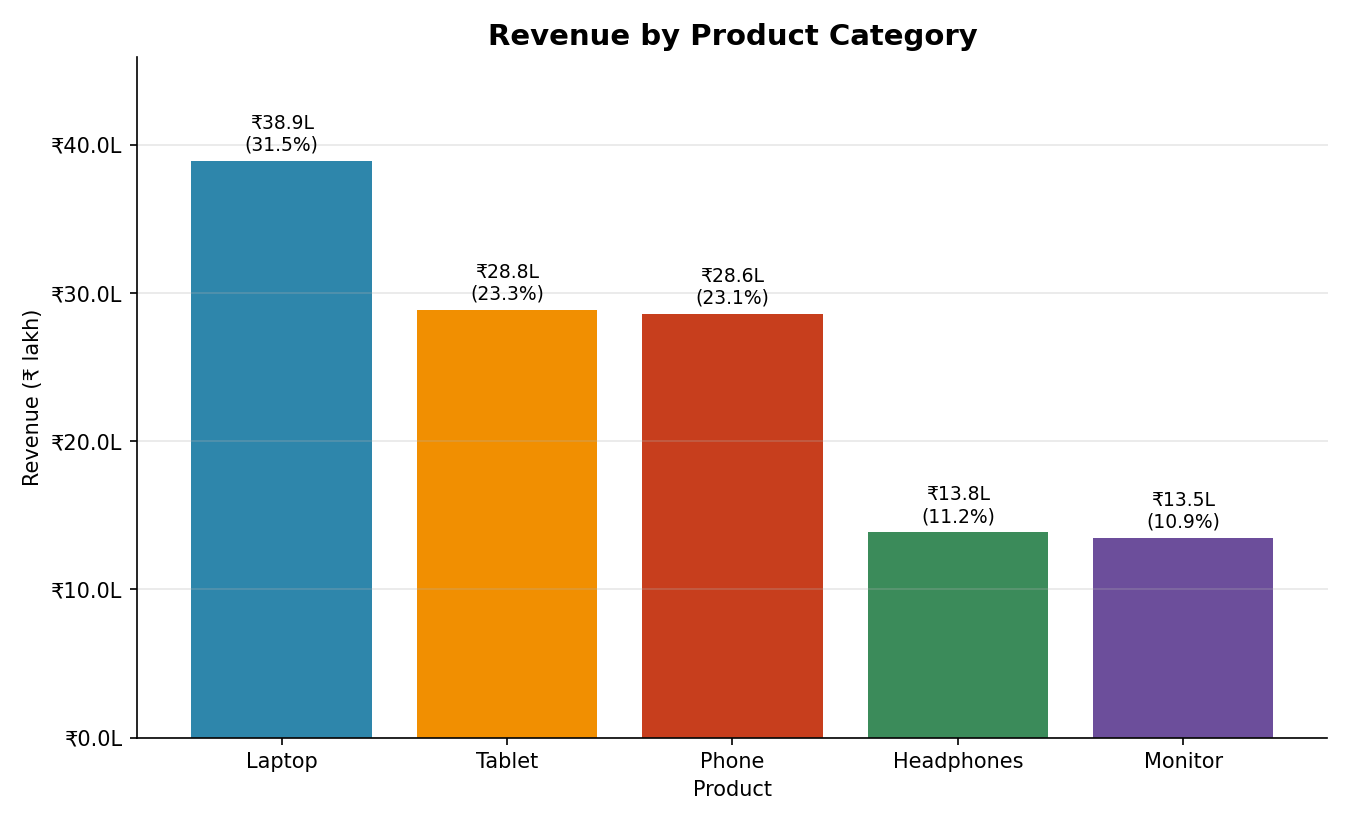 Revenue by Product Category
Revenue (₹ lakh)
₹40.0L
₹30.0L
₹20.0L
₹10.0L
₹0.0L
₹38.9L
(31.5%)
₹28.8L
(23.3%)
₹28.6L
(23.1%)
₹13.8L
(11.2%)
₹13.5L
(10.9%)
Laptop
Tablet
Phone
Headphones
Monitor
Product